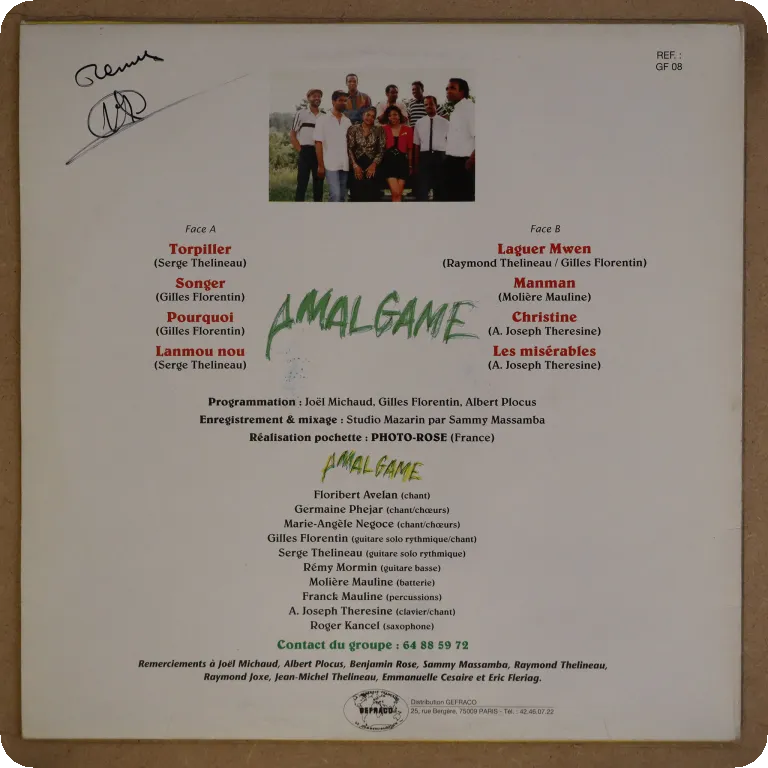 REF. :
GF 08
Face A
Torpiller
(Serge Thelineau)
Songer
(Gilles Florentin)
Pourquoi
(Gilles Florentin)
Lanmou nou
(Serge Thelineau)
Face B
Laguer Mwen
(Raymond Thelineau / Gilles Florentin)
Manman
(Molière Mauline)
Christine
(A. Joseph Theresine)
Les misérables
(A. Joseph Theresine)
AMALGAME
Programmation : Joël Michaud, Gilles Florentin, Albert Plocus
Enregistrement & mixage : Studio Mazarin par Sammy Massamba
Réalisation pochette : PHOTO-ROSE (France)
AMALGAME
Floribert Avelan (chant)
Germaine Phejar (chant/chœurs)
Marie-Angèle Negoce (chant/chœurs)
Gilles Florentin (guitare solo rythmique/chant)
Serge Thelineau (guitare solo rythmique)
Rémy Mormin (guitare basse)
Molière Mauline (batterie)
Franck Mauline (percussions)
A. Joseph Theresine (clavier/chant)
Roger Kancel (saxophone)
Contact du groupe : 64 88 59 72
Remerciements à Joël Michaud, Albert Plocus, Benjamin Rose, Sammy Massamba, Raymond Thelineau,
Raymond Joxe, Jean-Michel Thelineau, Emmanuelle Cesaire et Eric Fleriag.
GEFRACO
Distribution GEFRACO
25, rue Bergère, 75009 PARIS - Tél. : 42.46.07.22